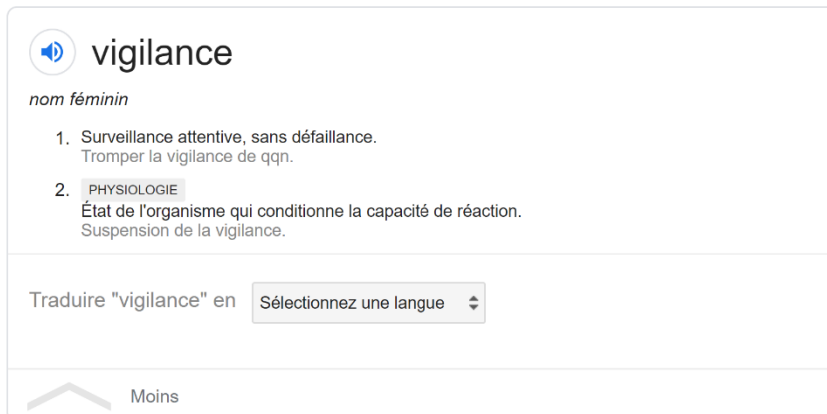 vigilance
nom féminin
1. Surveillance attentive, sans défaillance.
Tromper la vigilance de qqn.
2. PHYSIOLOGIE
État de l'organisme qui conditionne la capacité de réaction.
Suspension de la vigilance.
Traduire "vigilance" en Sélectionnez une langue
Moins